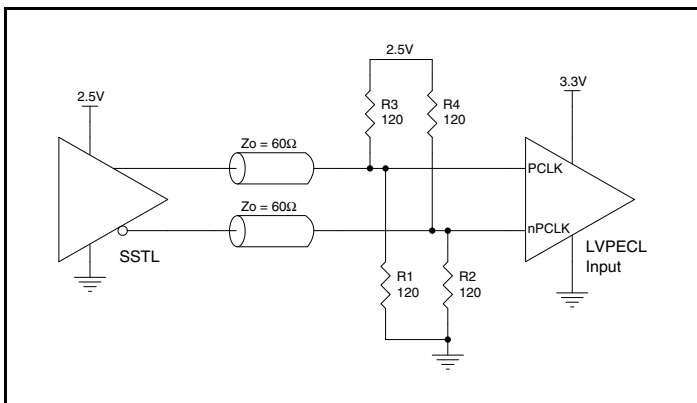 2.5V
3.3V
2.5V
R3
120
R4
120
Zo = 60Ω
PCLK
Zo = 60Ω
nPCLK
SSTL
LVPECL
Input
R1
120
R2
120